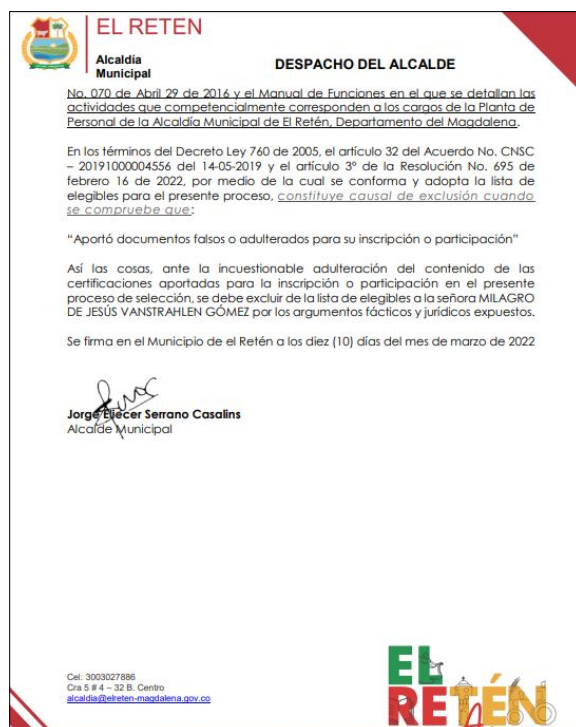 EL RETEN
Alcaldía
Municipal
DESPACHO DEL ALCALDE
No. 070 de Abril 29 de 2016 y el Manual de Funciones en el que se detallan las
actividades que competencialmente corresponden a los cargos de la Planta de
Personal de la Alcaldía Municipal de El Retén, Departamento del Magdalena.
En los términos del Decreto Ley 760 de 2005, el artículo 32 del Acuerdo No. CNSC
– 20191000004556 del 14-05-2019 y el artículo 3º de la Resolución No. 695 de
febrero 16 de 2022, por medio de la cual se conforma y adopta la lista de
elegibles para el presente proceso, constituye causal de exclusión cuando
se compruebe que:
“Aportó documentos falsos o adulterados para su inscripción o participación”
Así las cosas, ante la incuestionable adulteración del contenido de las
certificaciones aportadas para la inscripción o participación en el presente
proceso de selección, se debe excluir de la lista de elegibles a la señora MILAGRO
DE JESÚS VANSTRAHLEN GÓMEZ por los argumentos fácticos y jurídicos expuestos.
Se firma en el Municipio de el Retén a los diez (10) días del mes de marzo de 2022
Jorge Eliecer Serrano Casalins
Alcalde Municipal
Cel: 3003027886
Cra 5 # 4 – 32 B. Centro
alcaldia@elreten-magdalena.gov.co
EL
RETÉN